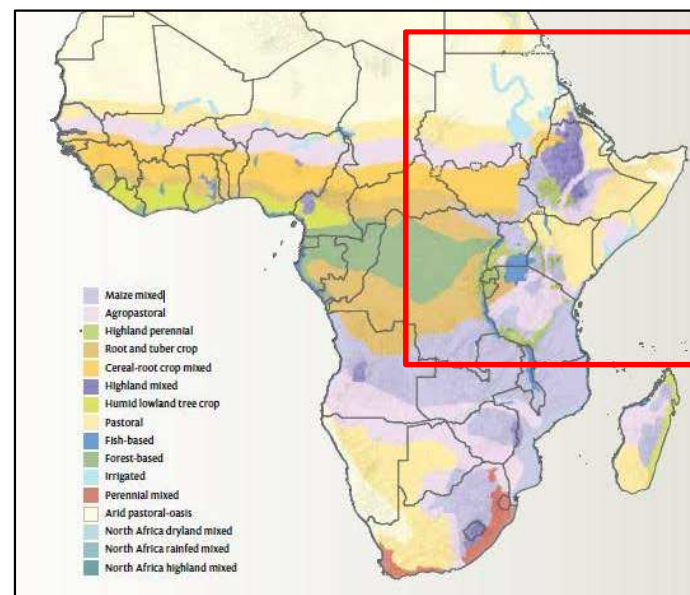 Maize mixed
Agropastoral
Highland perennial
Root and tuber crop
Cereal-root crop mixed
Highland mixed
Humid lowland tree crop
Pastoral
Fish-based
Forest-based
Irrigated
Perennial mixed
Arid pastoral-oasis
North Africa dryland mixed
North Africa rainfed mixed
North Africa highland mixed